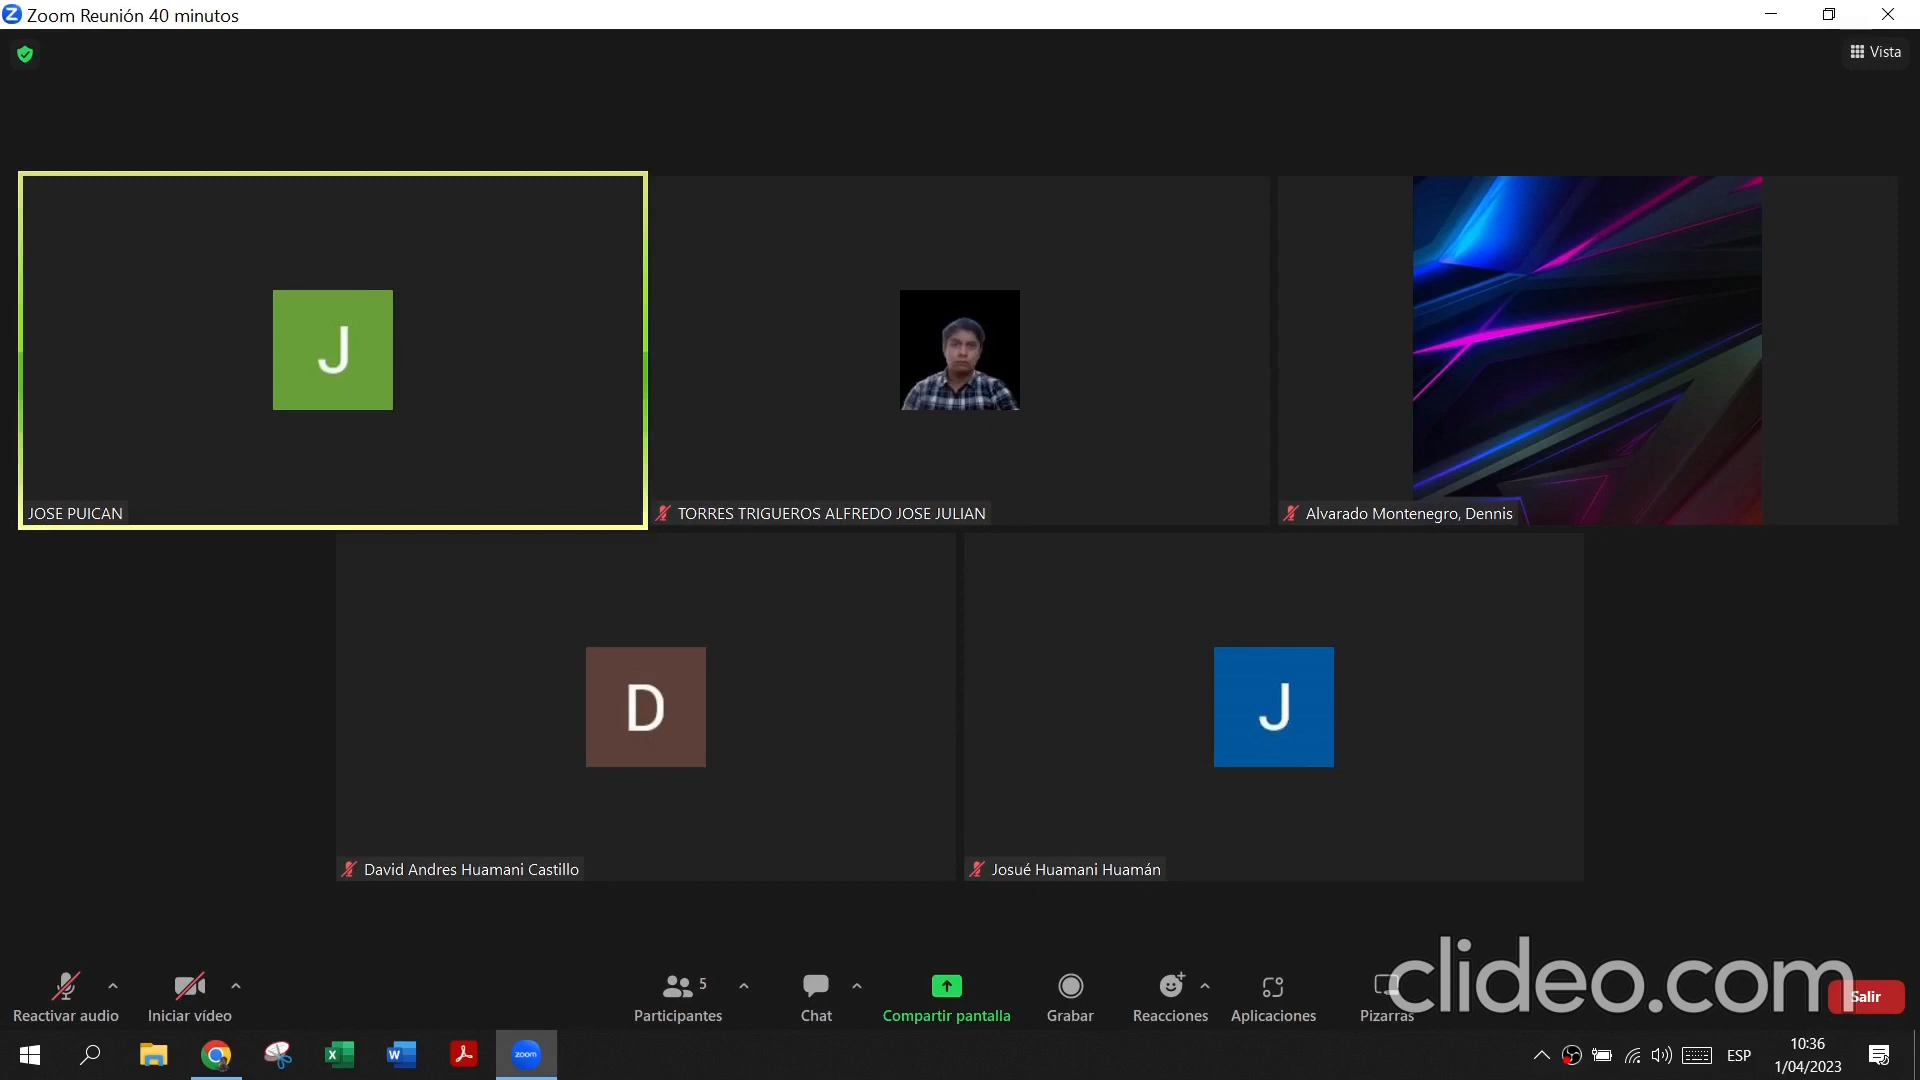 Zoom Reunión 40 minutos
Vista
J
JOSE PUICAN
TORRES TRIGUEROS ALFREDO JOSE JULIAN
Alvarado Montenegro, Dennis
D
J
David Andres Huamani Castillo
Josué Huamani Huamán
clideo.com
5
Reactivar audio
Iniciar vídeo
Participantes
Chat
Compartir pantalla
Grabar
Reacciones
Aplicaciones
Pizarras
Salir
zoom
ESP
10:36
1/04/2023